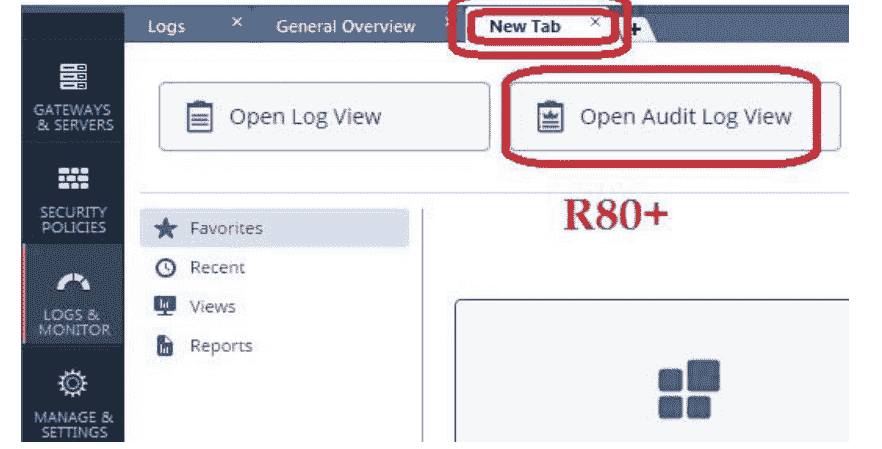 Logs × General Overview × New Tab × +
GATEWAYS
& SERVERS
Open Log View
Open Audit Log View
SECURITY
POLICIES
R80+
Favorites
Recent
Views
Reports
LOGS &
MONITOR
MANAGE &
SETTINGS